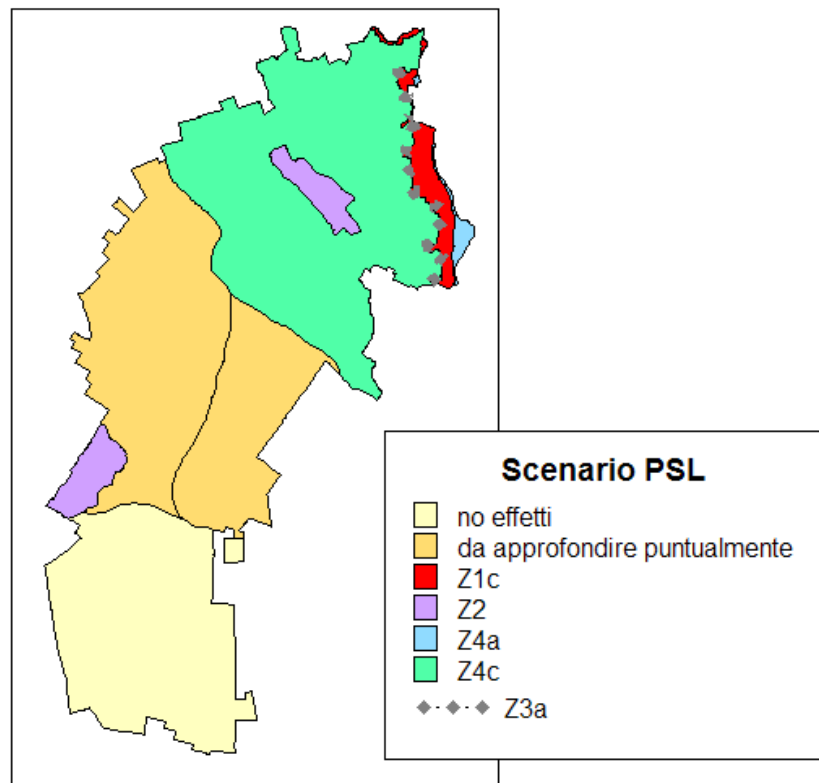 Scenario PSL
no effetti
da approfondire puntualmente
Z1c
Z2
Z4a
Z4c
Z3a